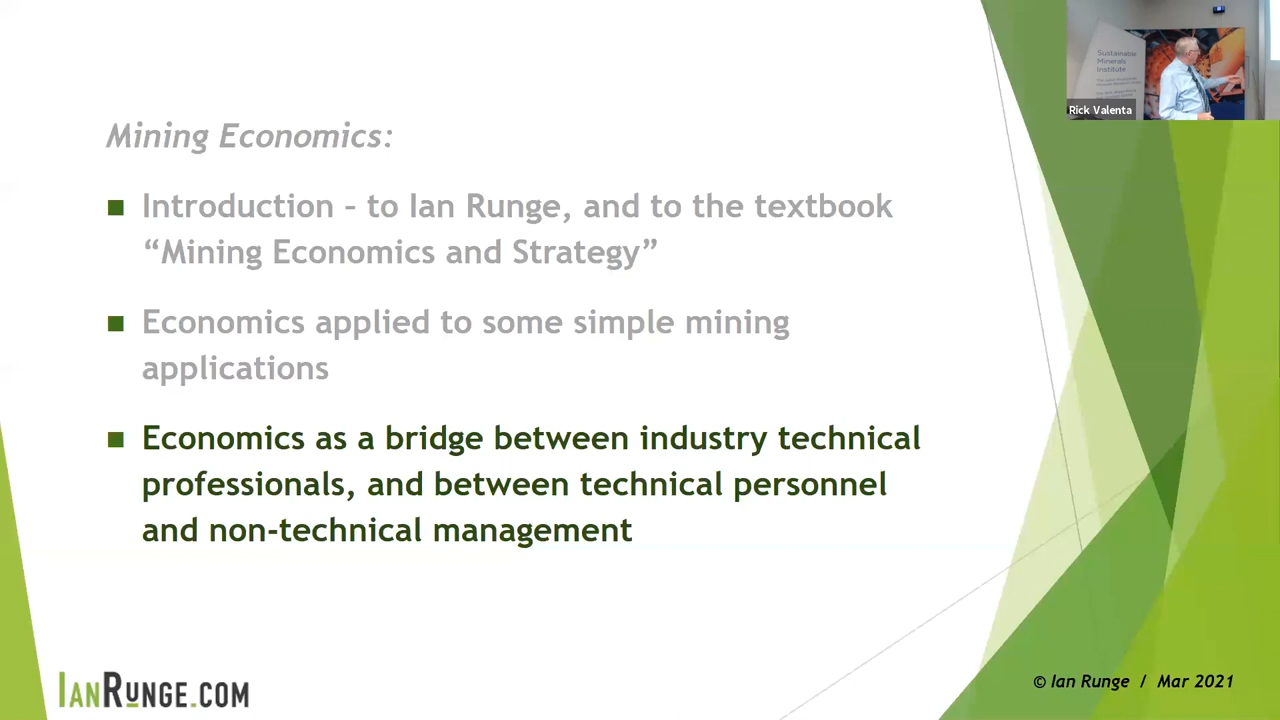 Sustainable
Minerals
Institute
Rick Valenta
Mining Economics:
Introduction – to Ian Runge, and to the textbook
“Mining Economics and Strategy”
Economics applied to some simple mining
applications
Economics as a bridge between industry technical
professionals, and between technical personnel
and non-technical management
IANRUNGE.COM
© Ian Runge / Mar 2021